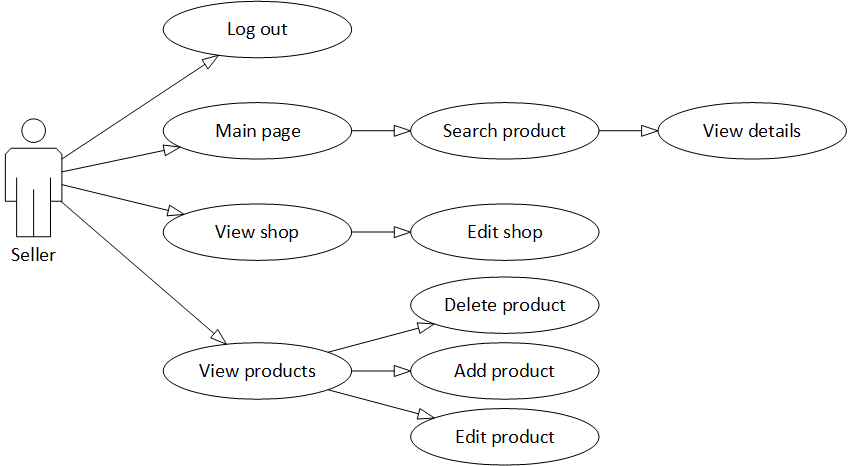 Log out
Main page
Search product
View details
View shop
Edit shop
Seller
Delete product
View products
Add product
Edit product